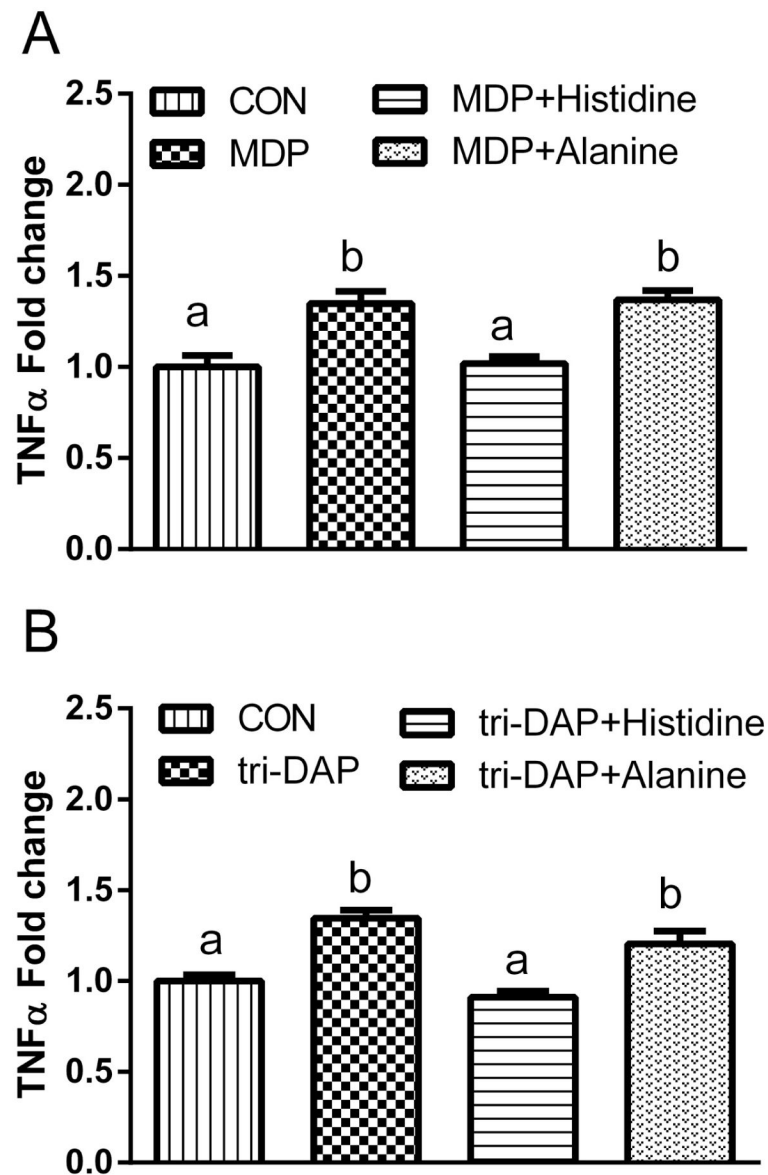 A
CON
MDP
MDP+Histidine
MDP+Alanine
TNFα Fold change
2.5
2.0
1.5
1.0
0.5
0.0
a
b
a
b
B
CON
tri-DAP
tri-DAP+Histidine
tri-DAP+Alanine
TNFα Fold change
2.5
2.0
1.5
1.0
0.5
0.0
a
b
a
b